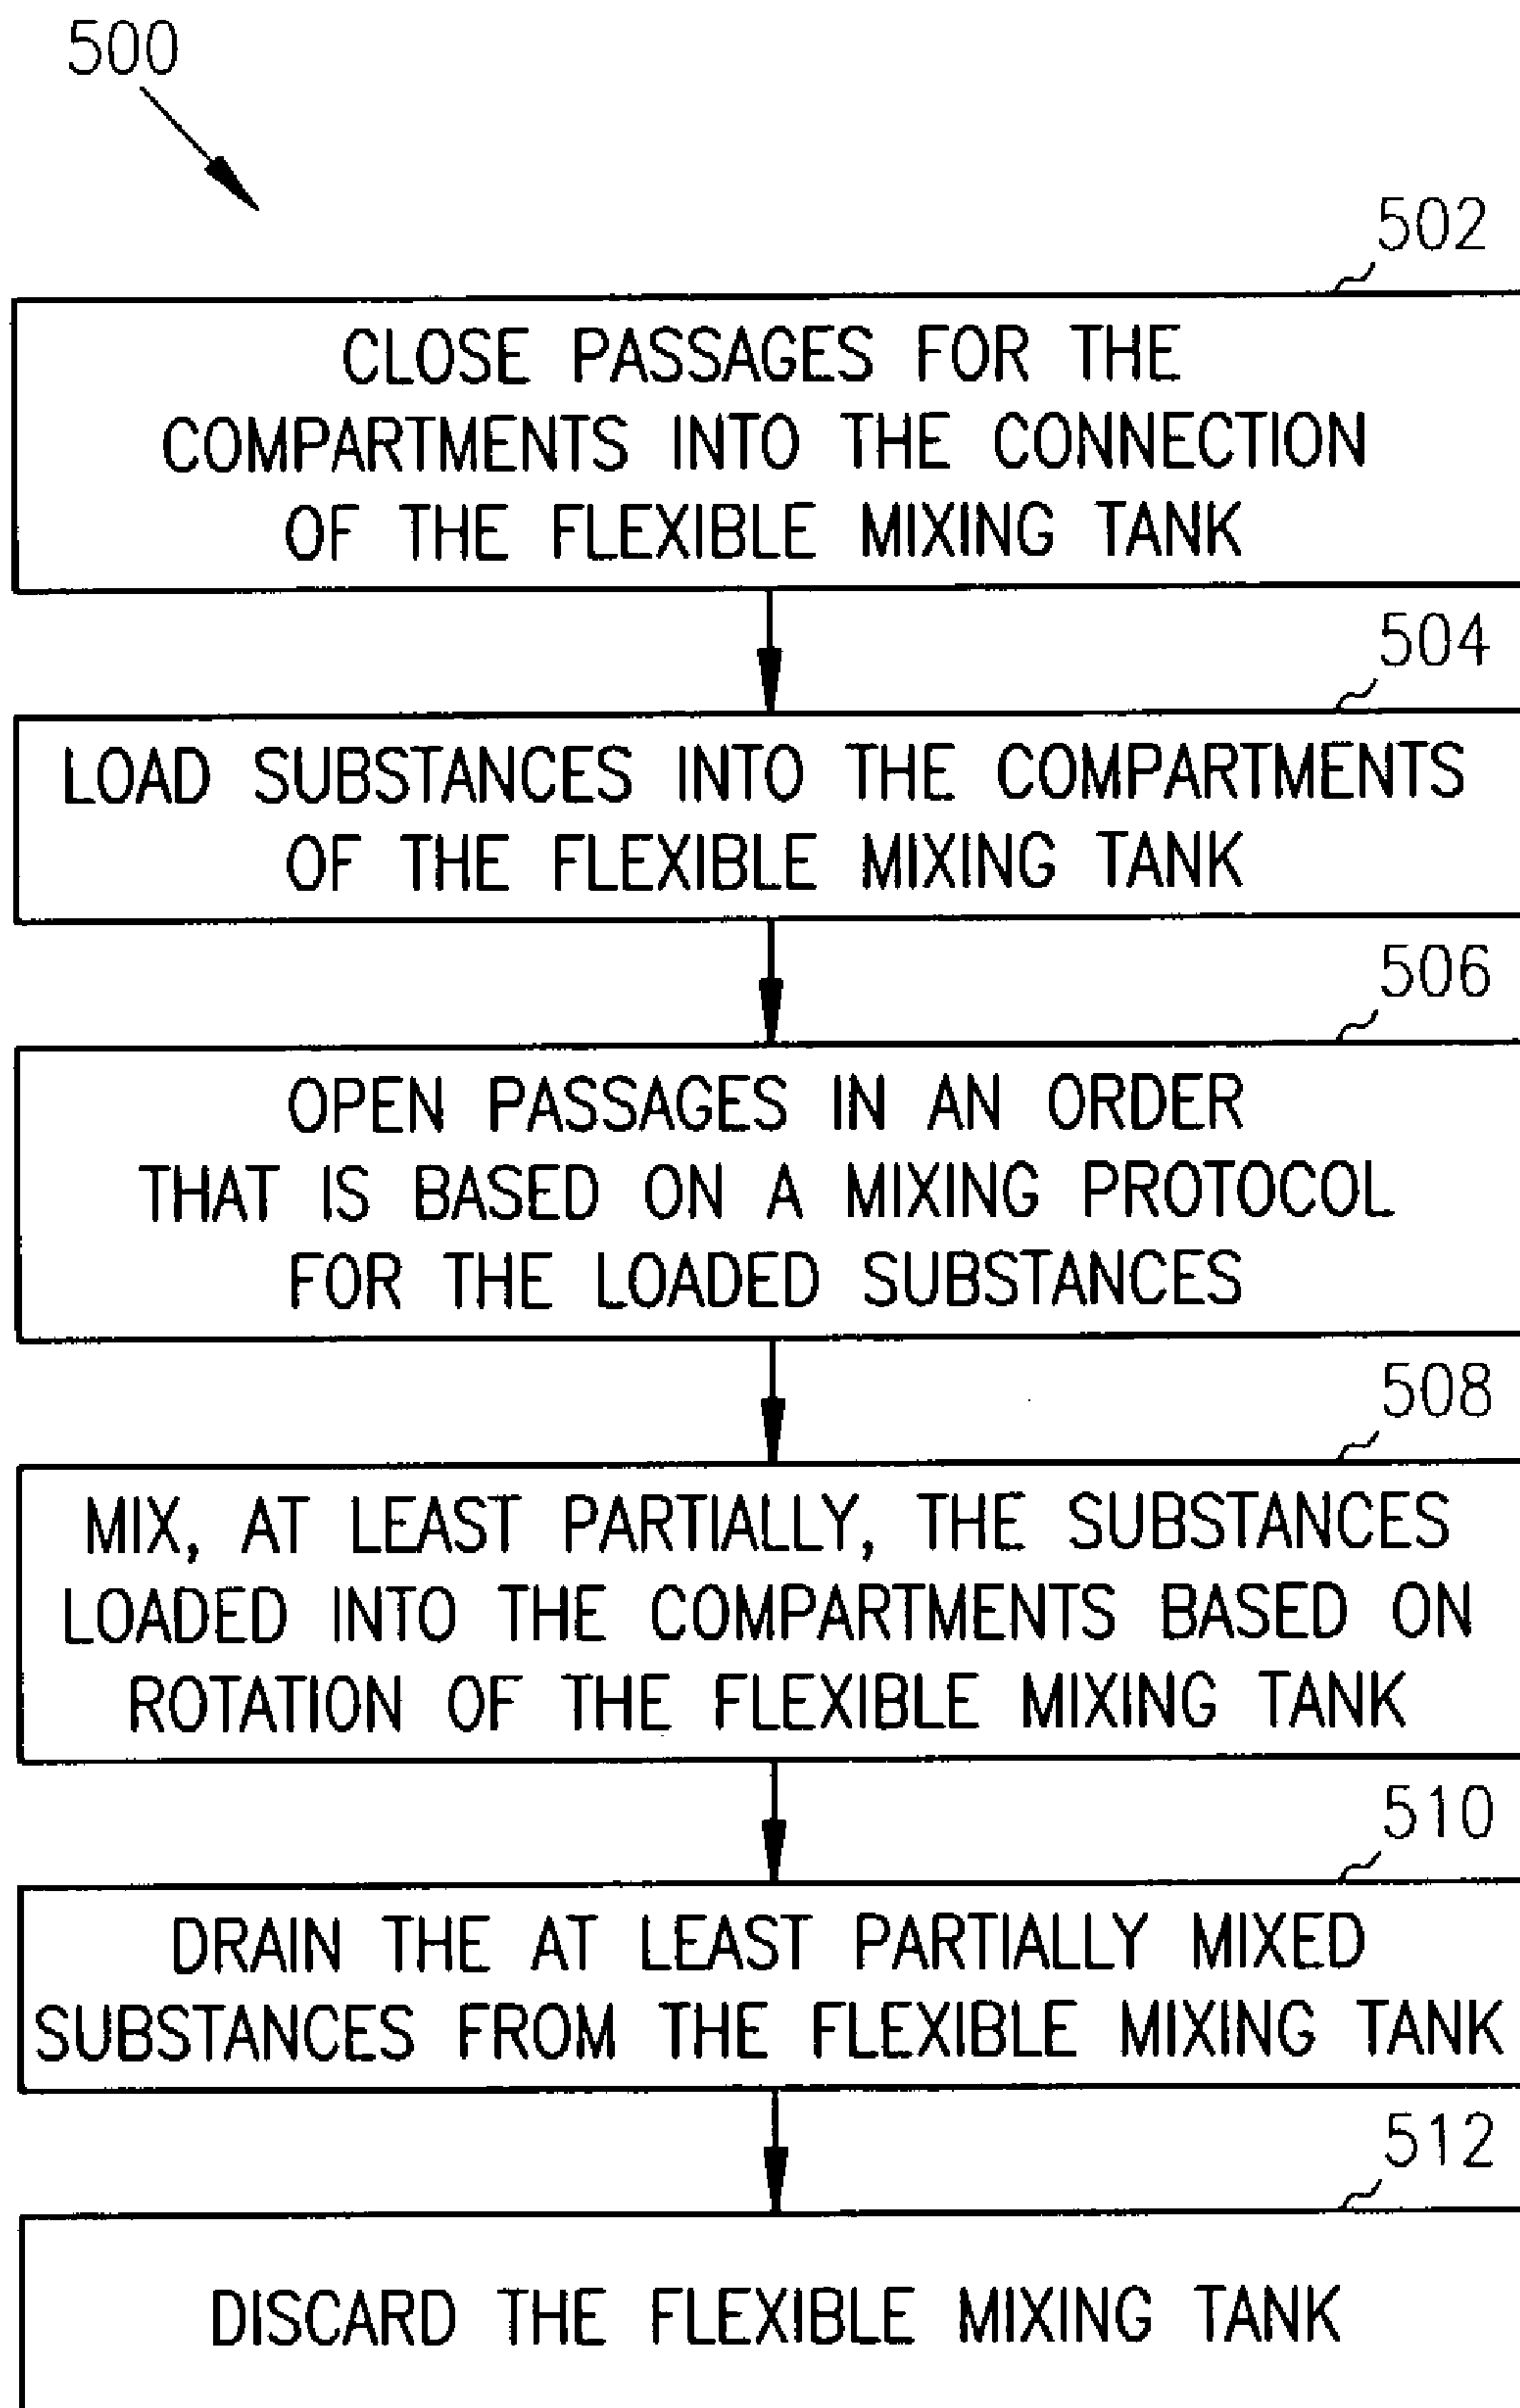 500
502
CLOSE PASSAGES FOR THE
COMPARTMENTS INTO THE CONNECTION
OF THE FLEXIBLE MIXING TANK
504
LOAD SUBSTANCES INTO THE COMPARTMENTS
OF THE FLEXIBLE MIXING TANK
506
OPEN PASSAGES IN AN ORDER
THAT IS BASED ON A MIXING PROTOCOL
FOR THE LOADED SUBSTANCES
508
MIX, AT LEAST PARTIALLY, THE SUBSTANCES
LOADED INTO THE COMPARTMENTS BASED ON
ROTATION OF THE FLEXIBLE MIXING TANK
510
DRAIN THE AT LEAST PARTIALLY MIXED
SUBSTANCES FROM THE FLEXIBLE MIXING TANK
512
DISCARD THE FLEXIBLE MIXING TANK